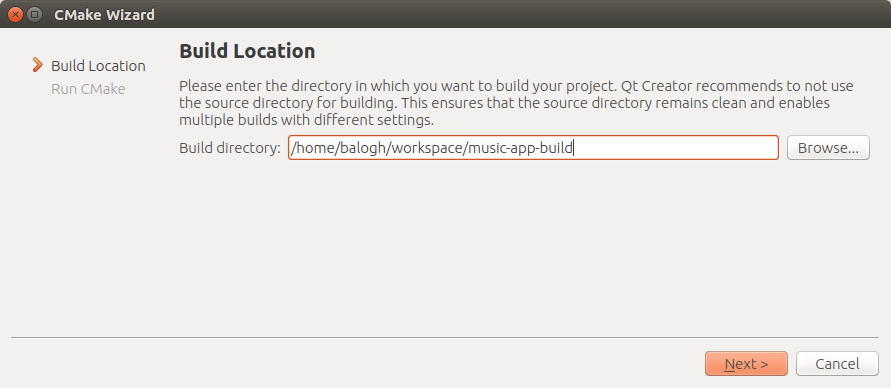 CMake Wizard
Build Location
Run CMake
Build Location
Please enter the directory in which you want to build your project. Qt Creator recommends to not use
the source directory for building. This ensures that the source directory remains clean and enables
multiple builds with different settings.
Build directory: /home/balogh/workspace/music-app-build Browse...
Next > Cancel